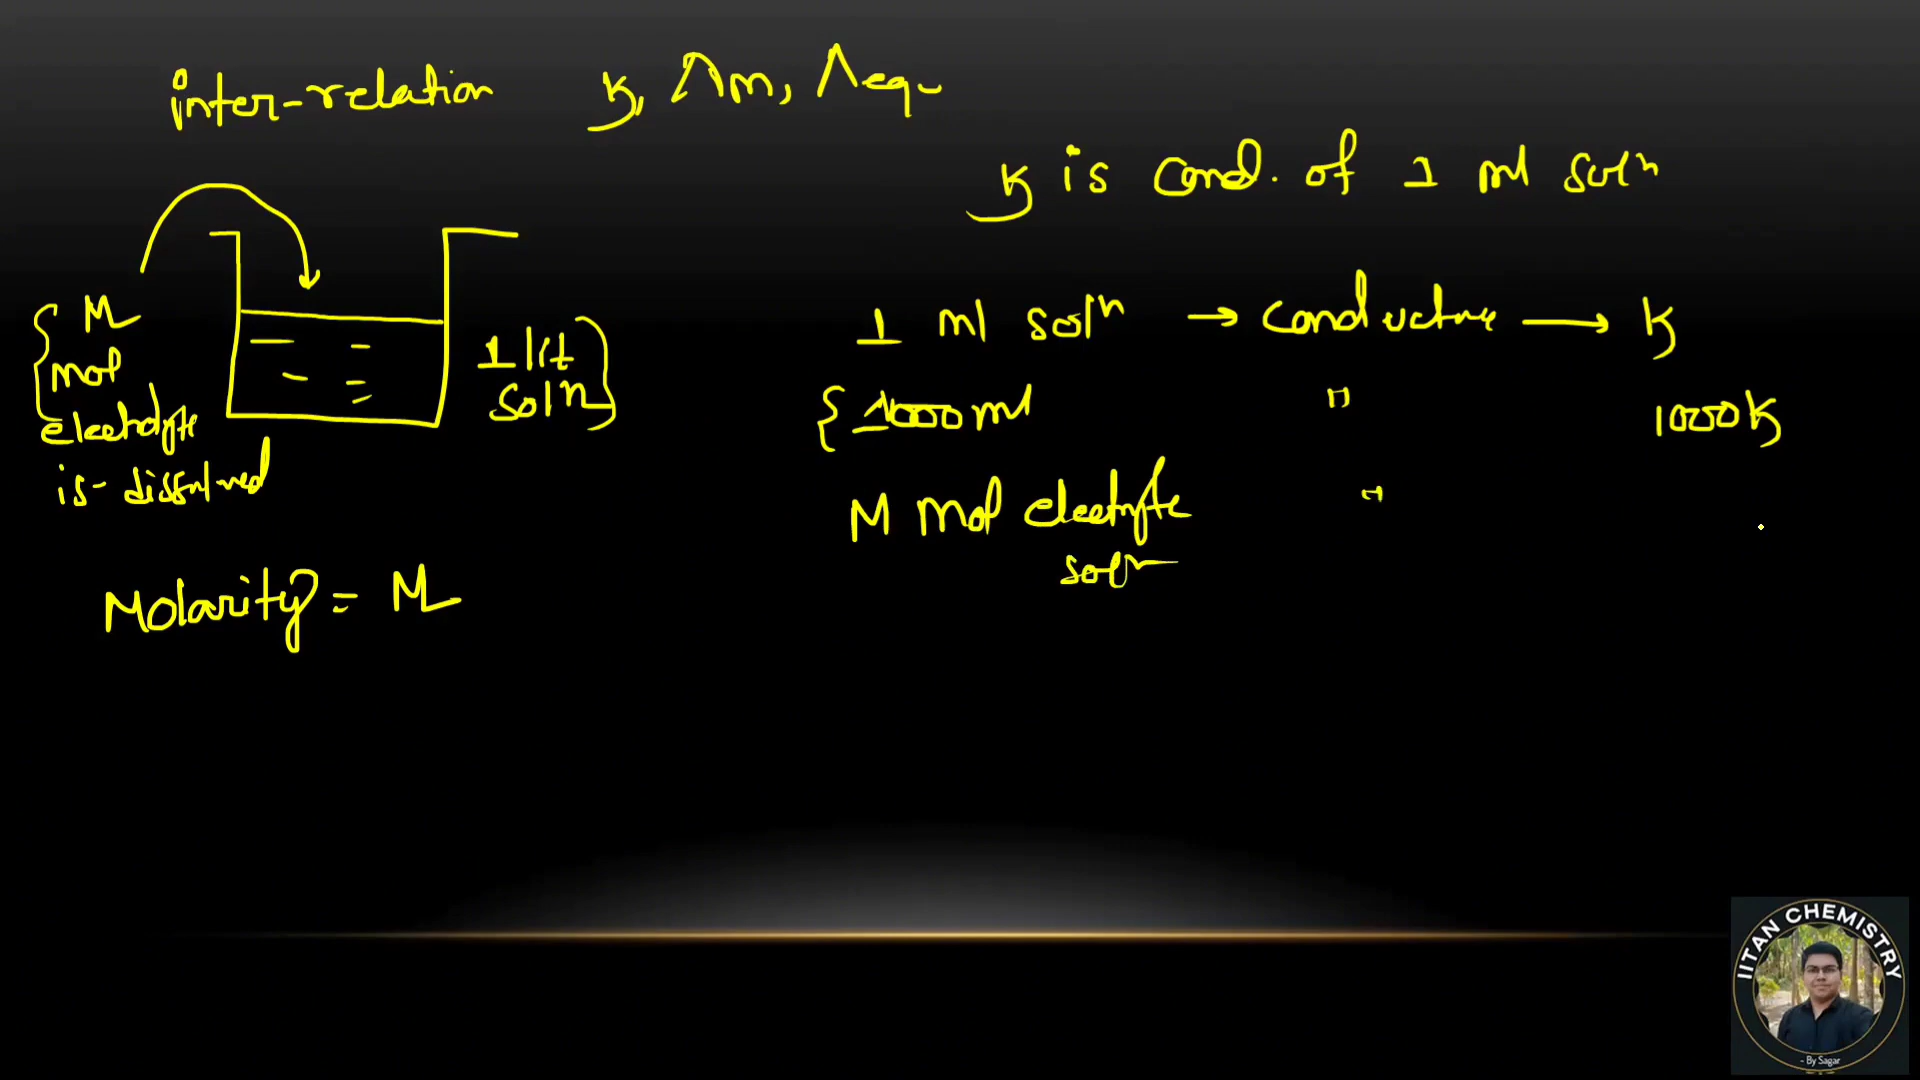 inter-relation K, Λm, Λeq
K is cond. of 1 ml soln
1 ml soln → conductance → K
{1000 ml " 1000 K
M mol electrolyte "
soln
M
mol
electrolyte
is dissolved
1 lit
soln
Molarity = M
IITAN CHEMISTRY
- By Sagar